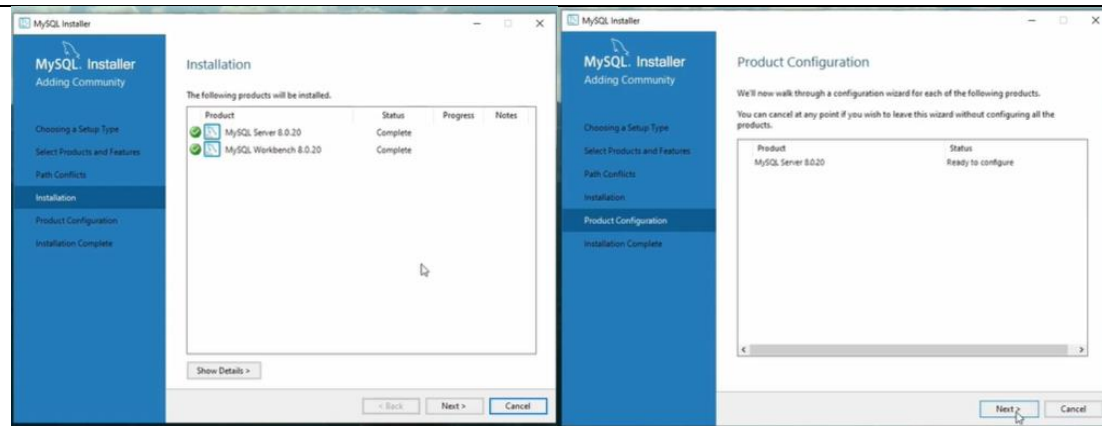 MySQL Installer
MySQL. Installer
Adding Community
Choosing a Setup Type
Select Products and Features
Path Conflicts
Installation
Product Configuration
Installation Complete
Installation
The following products will be installed.
Product Status Progress Notes
MySQL Server 8.0.20 Complete
MySQL Workbench 8.0.20 Complete
Show Details >
< Back Next > Cancel
MySQL Installer
MySQL. Installer
Adding Community
Choosing a Setup Type
Select Products and Features
Path Conflicts
Installation
Product Configuration
Installation Complete
Product Configuration
We'll now walk through a configuration wizard for each of the following products.
You can cancel at any point if you wish to leave this wizard without configuring all the
products.
Product Status
MySQL Server 8.0.20 Ready to configure
Next > Cancel